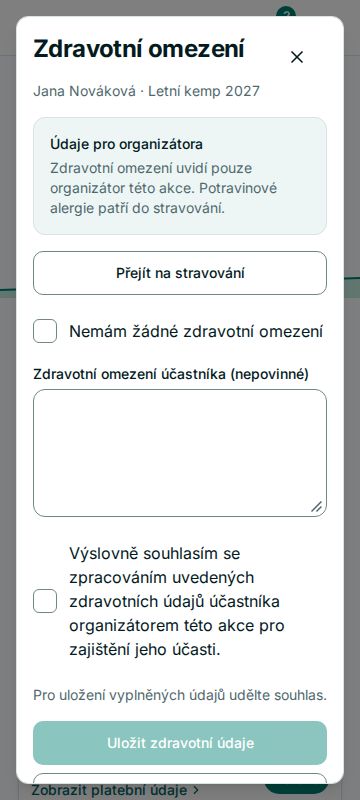 Zdravotní omezení
Jana Nováková · Letní kemp 2027
Údaje pro organizátora
Zdravotní omezení uvidí pouze
organizátor této akce. Potravinové
alergie patří do stravování.
Přejít na stravování
Nemám žádné zdravotní omezení
Zdravotní omezení účastníka (nepovinné)
Výslovně souhlasím se
zpracováním uvedených
zdravotních údajů účastníka
organizátorem této akce pro
zajištění jeho účasti.
Pro uložení vyplněných údajů udělte souhlas.
Uložit zdravotní údaje
Zobrazit platební údaje